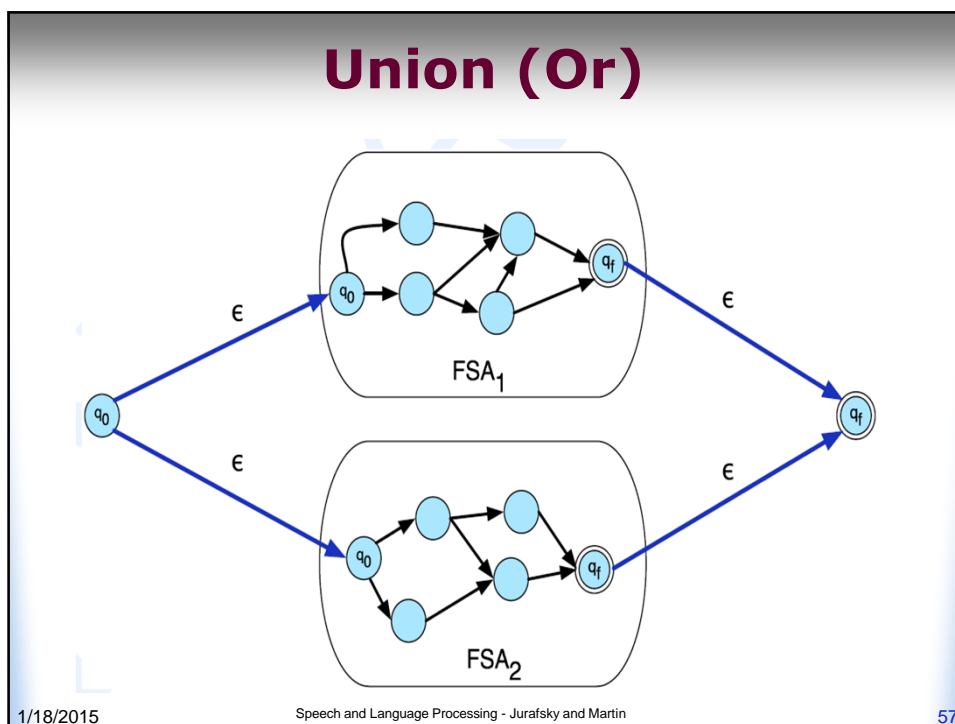 Union (Or)
q0
ϵ
q0
qf
FSA1
ϵ
ϵ
q0
qf
FSA2
ϵ
qf
1/18/2015
Speech and Language Processing - Jurafsky and Martin
57